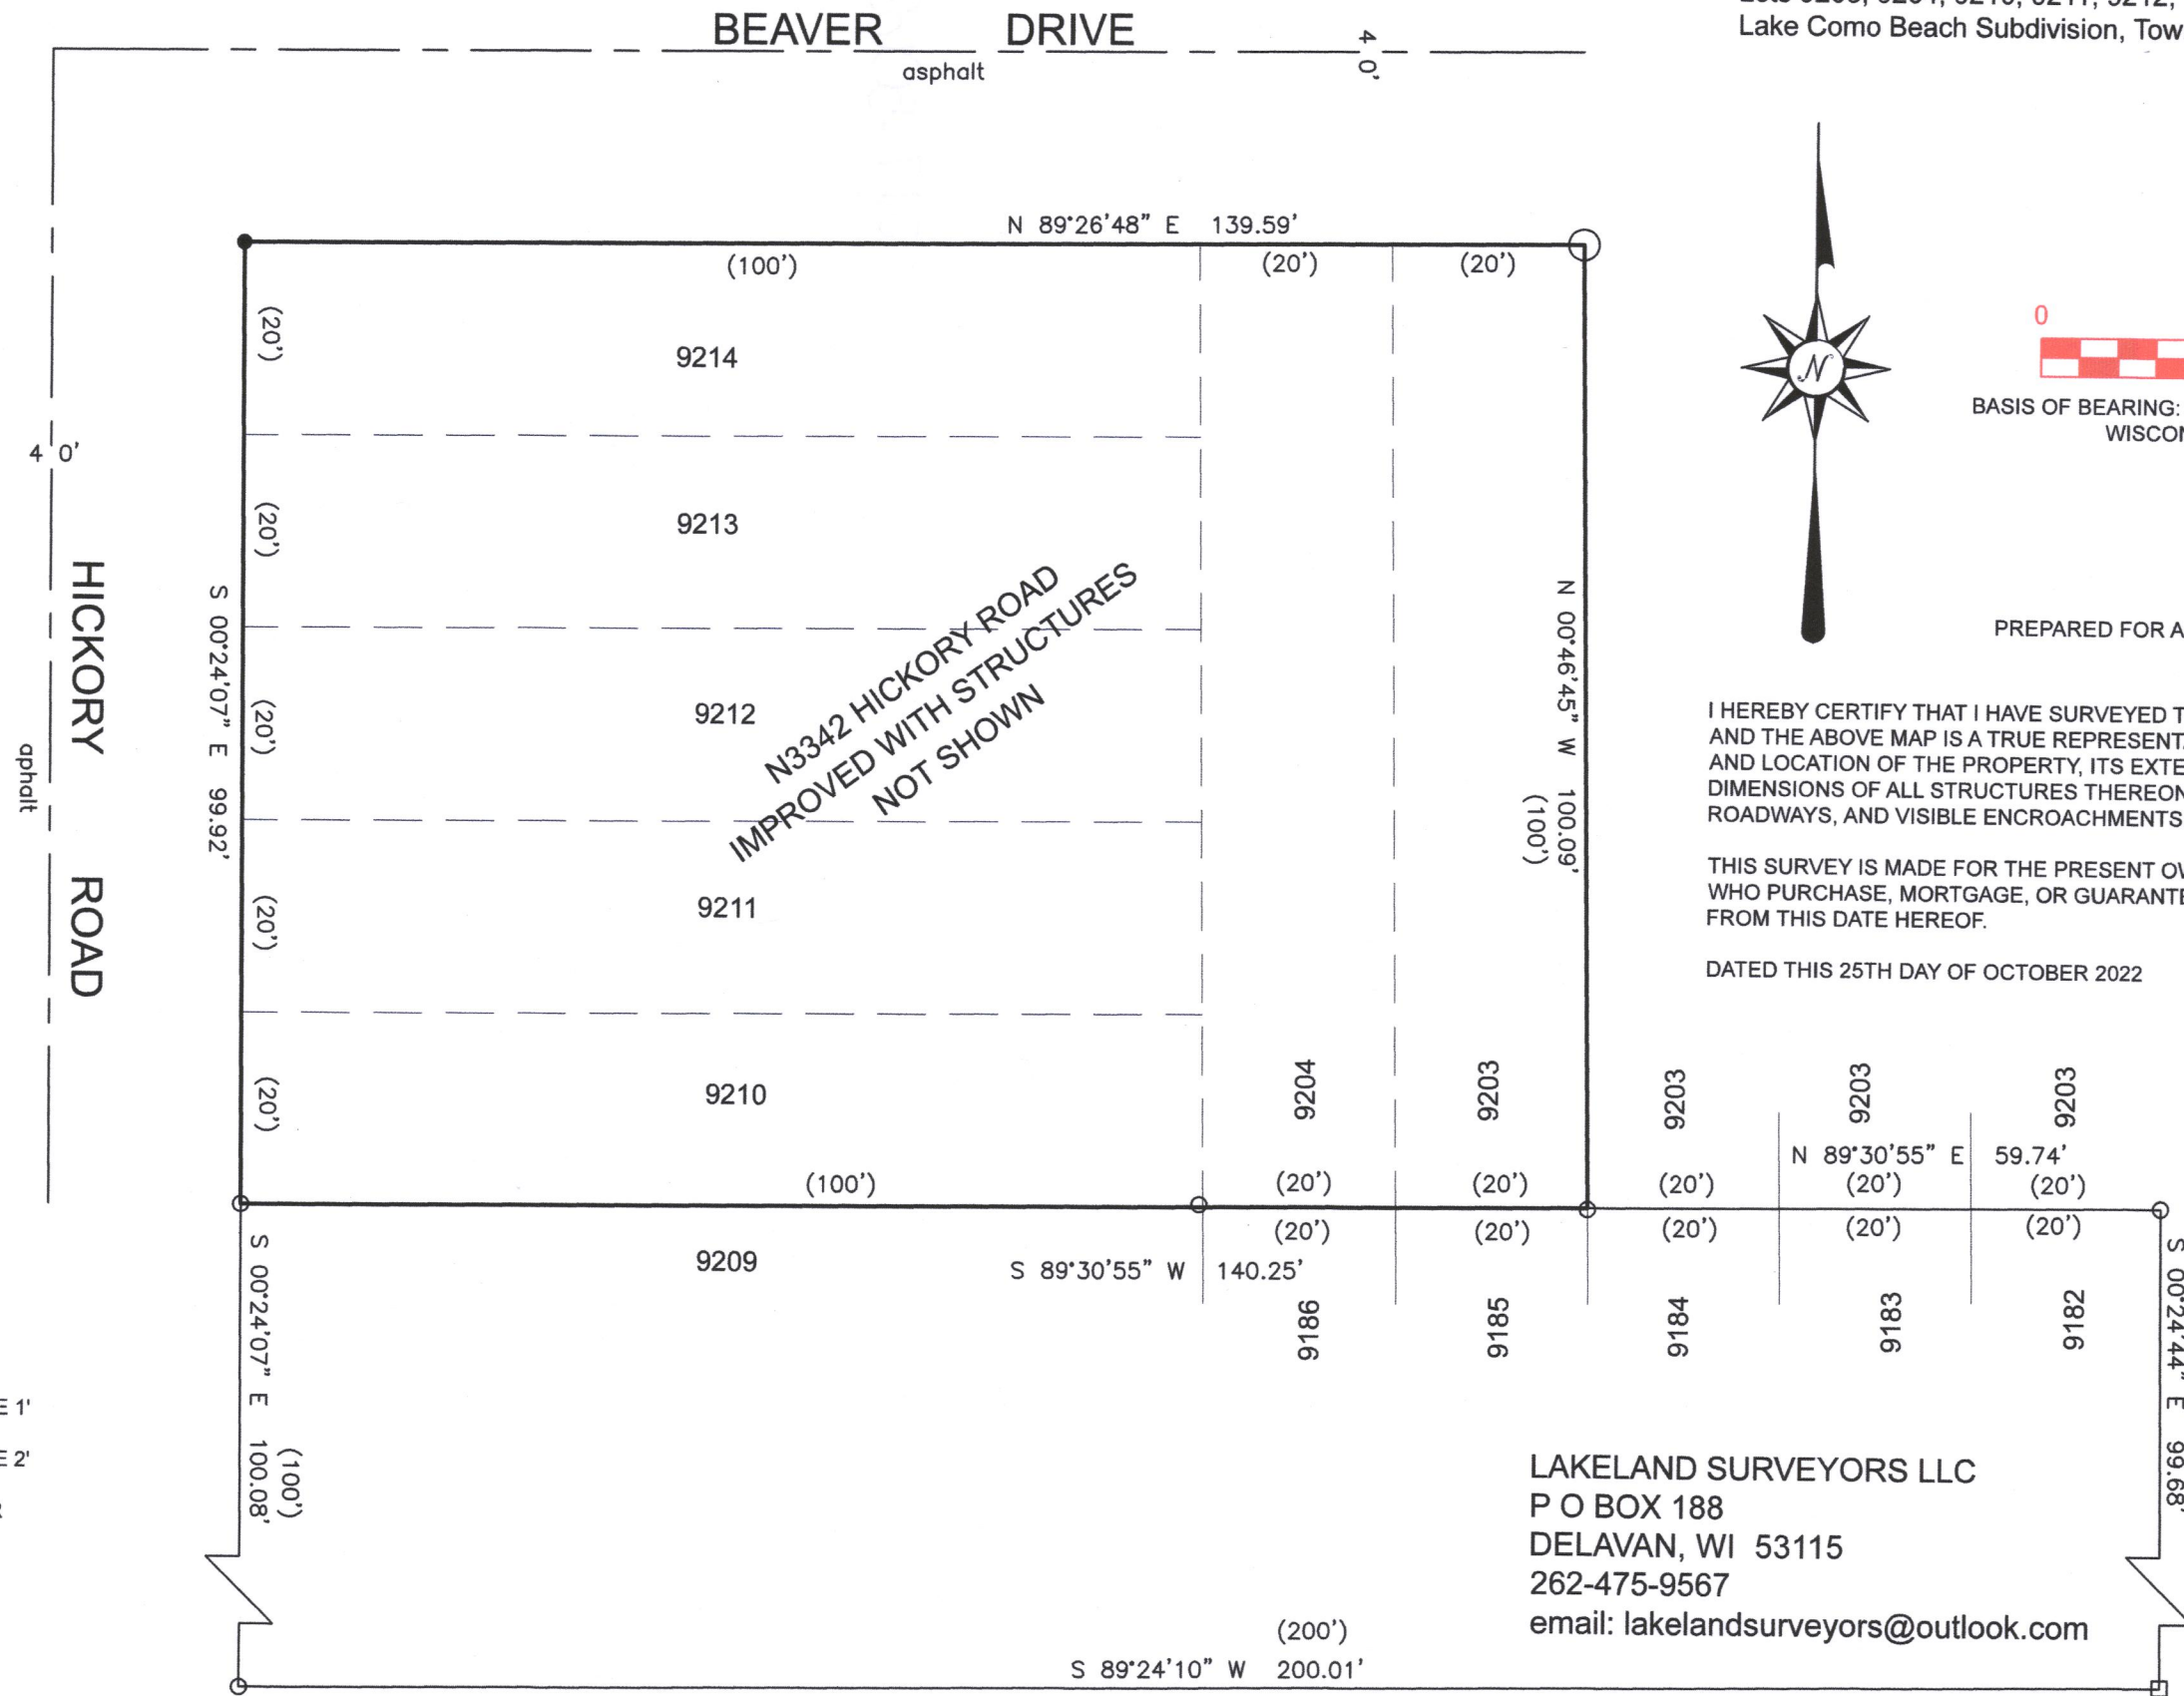 BEAVER DRIVE
asphalt
4 0'
Lake Como Beach Subdivision, Tow
N 89°26'48" E 139.59'
(100')
(20')
(20')
(20')
9214
0
BASIS OF BEARING:
WISCON
4 0'
(20')
9213
HICKORY ROAD
aphalt
S 00°24'07" E 99.92'
N3342 HICKORY ROAD
IMPROVED WITH STRUCTURES
NOT SHOWN
N 00°46'45" W 100.09'
(100')
N
PREPARED FOR A
(20')
9212
I HEREBY CERTIFY THAT I HAVE SURVEYED T
AND THE ABOVE MAP IS A TRUE REPRESENT
AND LOCATION OF THE PROPERTY, ITS EXTE
DIMENSIONS OF ALL STRUCTURES THEREON
ROADWAYS, AND VISIBLE ENCROACHMENTS
(20')
9211
THIS SURVEY IS MADE FOR THE PRESENT OW
WHO PURCHASE, MORTGAGE, OR GUARANTE
FROM THIS DATE HEREOF.
DATED THIS 25TH DAY OF OCTOBER 2022
(20')
9210
9204
9203
9203
9203
9203
N 89°30'55" E 59.74'
(100')
(20')
(20')
(20')
(20')
(20')
(20')
(20')
(20')
(20')
(20')
9209
S 89°30'55" W 140.25'
9186
9185
9184
9183
9182
S 00°24'07" E 100.08'
(100')
S 00°24'44" E 99.68'
E 1'
E 2'
LAKELAND SURVEYORS LLC
P O BOX 188
DELAVAN, WI 53115
262-475-9567
email: lakelandsurveyors@outlook.com
(200')
S 89°24'10" W 200.01'